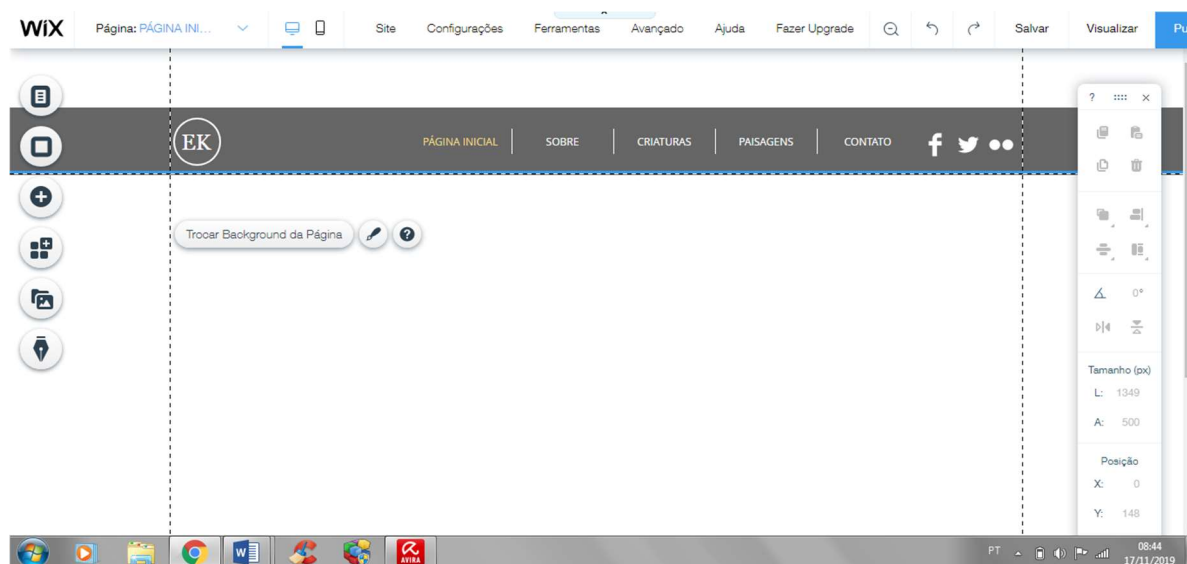 WiX Página: PÁGINA INI... Site Configurações Ferramentas Avançado Ajuda Fazer Upgrade Salvar Visualizar Pu
? 
EK PÁGINA INICIAL SOBRE CRIATURAS PAISAGENS CONTATO
Trocar Background da Página ?
0°
Tamanho (px)
L: 1349
A: 500
Posição
X: 0
Y: 148
W AVIRA PT 08:44
17/11/2019